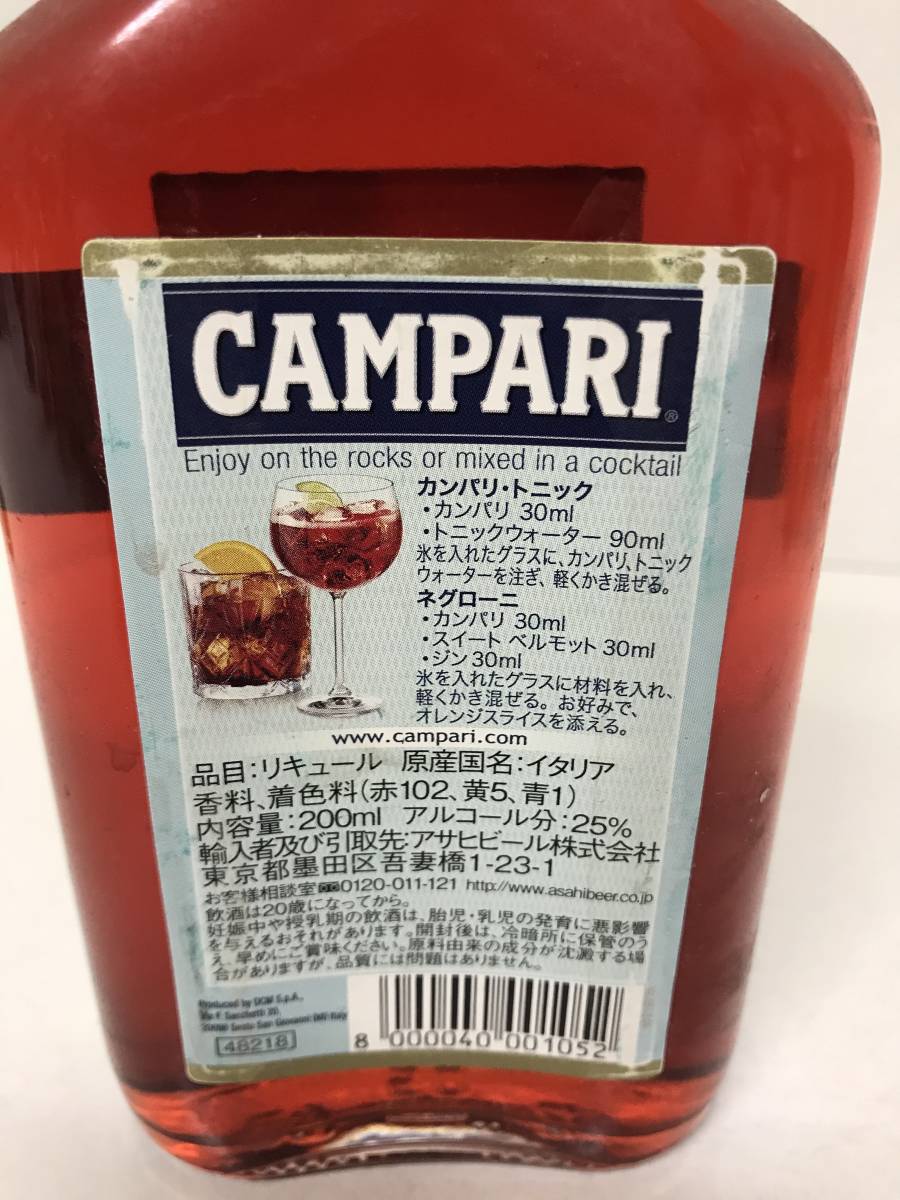 CAMPARI®
Enjoy on the rocks or mixed in a cocktail
カンパリ・トニック
・カンパリ 30ml
・トニックウォーター 90ml
氷を入れたグラスに、カンパリ、トニック
ウォーターを注ぎ、軽くかき混ぜる。
ネグローニ
・カンパリ 30ml
・スイート ベルモット 30ml
・ジン 30ml
氷を入れたグラスに材料を入れ、
軽くかき混ぜる。お好みで、
オレンジスライスを添える。
www.campari.com
品目:リキュール 原産国名:イタリア
香料、着色料(赤102、黄5、青1)
内容量:200ml アルコール分:25%
輸入者及び引取先:アサヒビール株式会社
東京都墨田区吾妻橋1-23-1
お客様相談室 0120-011-121 http://www.asahibeer.co.jp
飲酒は20歳になってから。
妊娠中や授乳期の飲酒は、胎児・乳児の発育に悪影響
を与えるおそれがあります。開封後は、冷暗所に保管のう
え、早めにご賞味ください。原料由来の成分が沈澱する場
合がありますが、品質には問題はありません。
Produced by DCM S.p.A.,
Via F. Sacchetti 20,
20099 Sesto San Giovanni (MI) Italy
48218
8 000040 001052